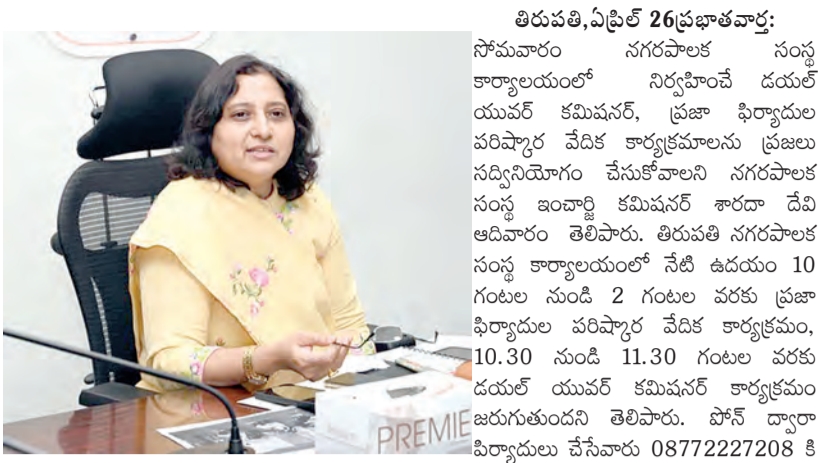 తిరుపతి,ఏప్రిల్ 26ప్రభాతవార్త:
సోమవారం నగరపాలక సంస్థ
కార్యాలయంలో నిర్వహించే డయల్
యువర్ కమిషనర్, ప్రజా ఫిర్యాదుల
పరిష్కార వేదిక కార్యక్రమాలను ప్రజలు
సద్వినియోగం చేసుకోవాలని నగరపాలక
సంస్థ ఇంచార్జి కమిషనర్ శారదా దేవి
ఆదివారం తెలిపారు. తిరుపతి నగరపాలక
సంస్థ కార్యాలయంలో నేటి ఉదయం 10
గంటల నుండి 2 గంటల వరకు ప్రజా
ఫిర్యాదుల పరిష్కార వేదిక కార్యక్రమం,
10.30 నుండి 11.30 గంటల వరకు
డయల్ యువర్ కమిషనర్ కార్యక్రమం
జరుగుతుందని తెలిపారు. పోన్ ద్వారా
పిర్యాదులు చేసేవారు 08772227208 కి
PREMIE